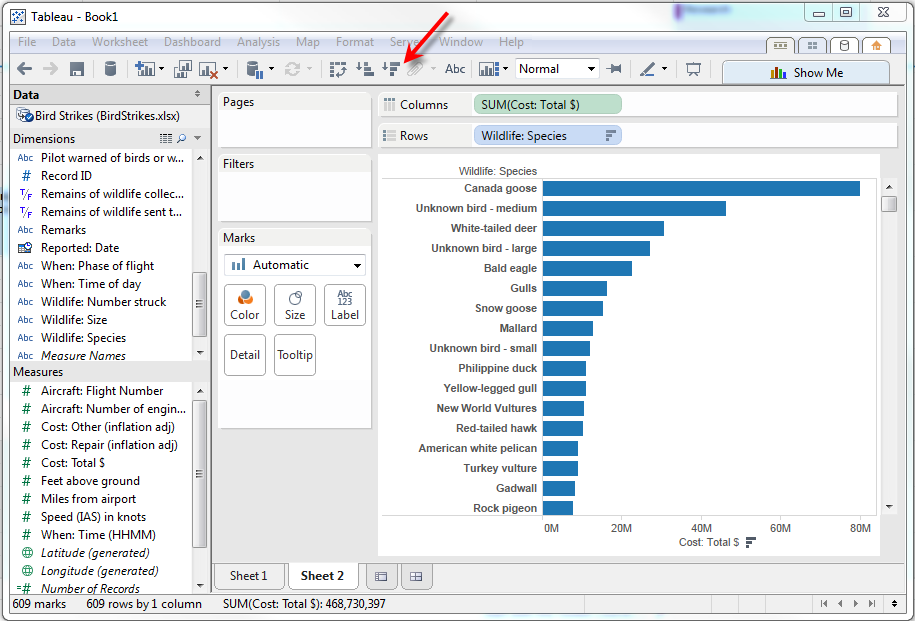 Tableau - Book1
File Data Worksheet Dashboard Analysis Map Format Server Window Help
Abc
Normal
Show Me
Data
Bird Strikes (BirdStrikes.xlsx)
Dimensions
Abc Pilot warned of birds or w...
# Record ID
T/F Remains of wildlife collec...
T/F Remains of wildlife sent t...
Abc Remarks
Reported: Date
Abc When: Phase of flight
Abc When: Time of day
Abc Wildlife: Number struck
Abc Wildlife: Size
Abc Wildlife: Species
Abc Measure Names
Measures
# Aircraft: Flight Number
# Aircraft: Number of engin...
# Cost: Other (inflation adj)
# Cost: Repair (inflation adj)
# Cost: Total $
# Feet above ground
# Miles from airport
# Speed (IAS) in knots
# When: Time (HHMM)
Latitude (generated)
Longitude (generated)
=# Number of Records
Pages
Filters
Marks
Automatic
Color
Size
Abc
123
Label
Detail
Tooltip
Columns
SUM(Cost: Total $)
Rows
Wildlife: Species
Wildlife: Species
Canada goose
Unknown bird - medium
White-tailed deer
Unknown bird - large
Bald eagle
Gulls
Snow goose
Mallard
Unknown bird - small
Philippine duck
Yellow-legged gull
New World Vultures
Red-tailed hawk
American white pelican
Turkey vulture
Gadwall
Rock pigeon
0M 20M 40M 60M 80M
Cost: Total $
Sheet 1
Sheet 2
609 marks
609 rows by 1 column
SUM(Cost: Total $): 468,730,397